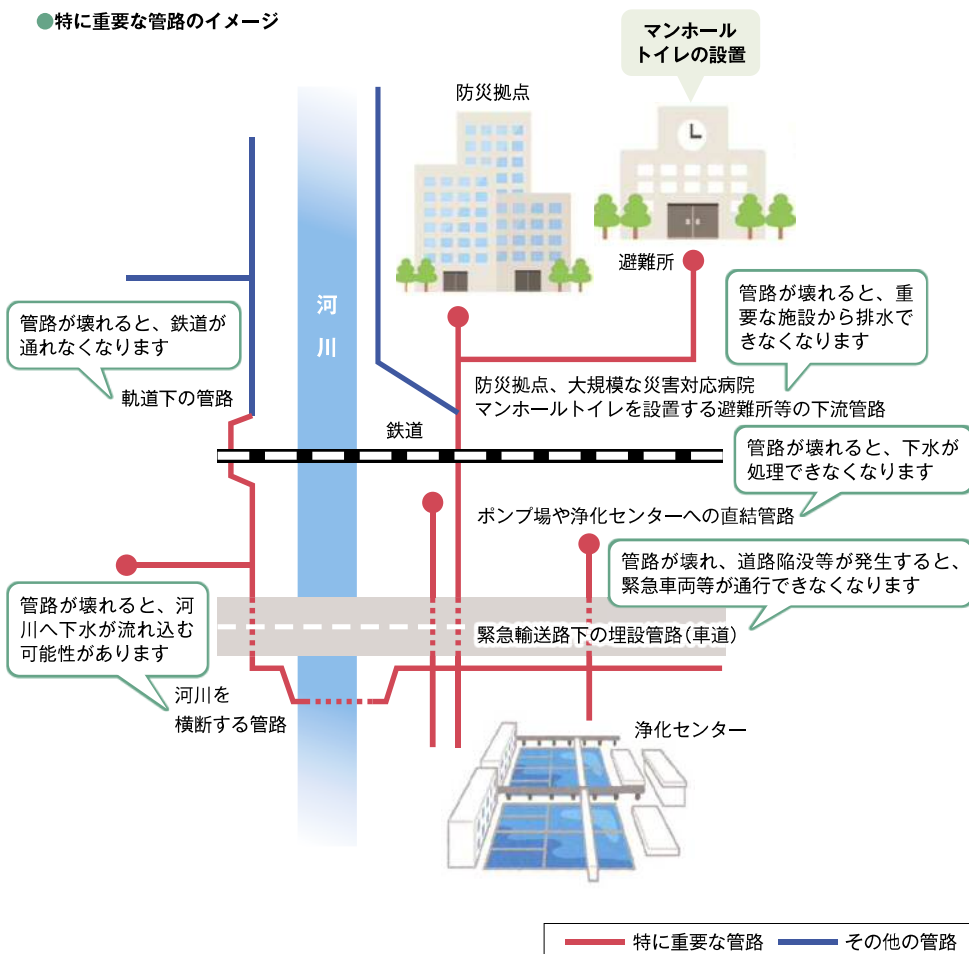 ●特に重要な管路のイメージ
マンホール
トイレの設置
防災拠点
避難所
河
川
管路が壊れると、重
要な施設から排水で
きなくなります
管路が壊れると、鉄道が
通れなくなります
軌道下の管路
防災拠点、大規模な災害対応病院
マンホールトイレを設置する避難所等の下流管路
鉄道
管路が壊れると、下水が
処理できなくなります
ポンプ場や浄化センターへの直結管路
管路が壊れ、道路陥没等が発生すると、
緊急車両等が通行できなくなります
管路が壊れると、河
川へ下水が流れ込む
可能性があります
緊急輸送路下の埋設管路(車道)
河川を
横断する管路
浄化センター
特に重要な管路
その他の管路